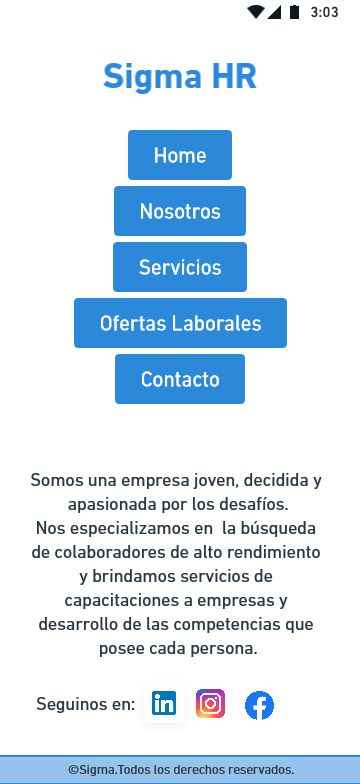 3:03
Sigma HR
Home
Nosotros
Servicios
Ofertas Laborales
Contacto
Somos una empresa joven, decidida y
apasionada por los desafíos.
Nos especializamos en  la búsqueda
de colaboradores de alto rendimiento
y brindamos servicios de
capacitaciones a empresas y
desarrollo de las competencias que
posee cada persona.
Seguinos en: in
©Sigma.Todos los derechos reservados.